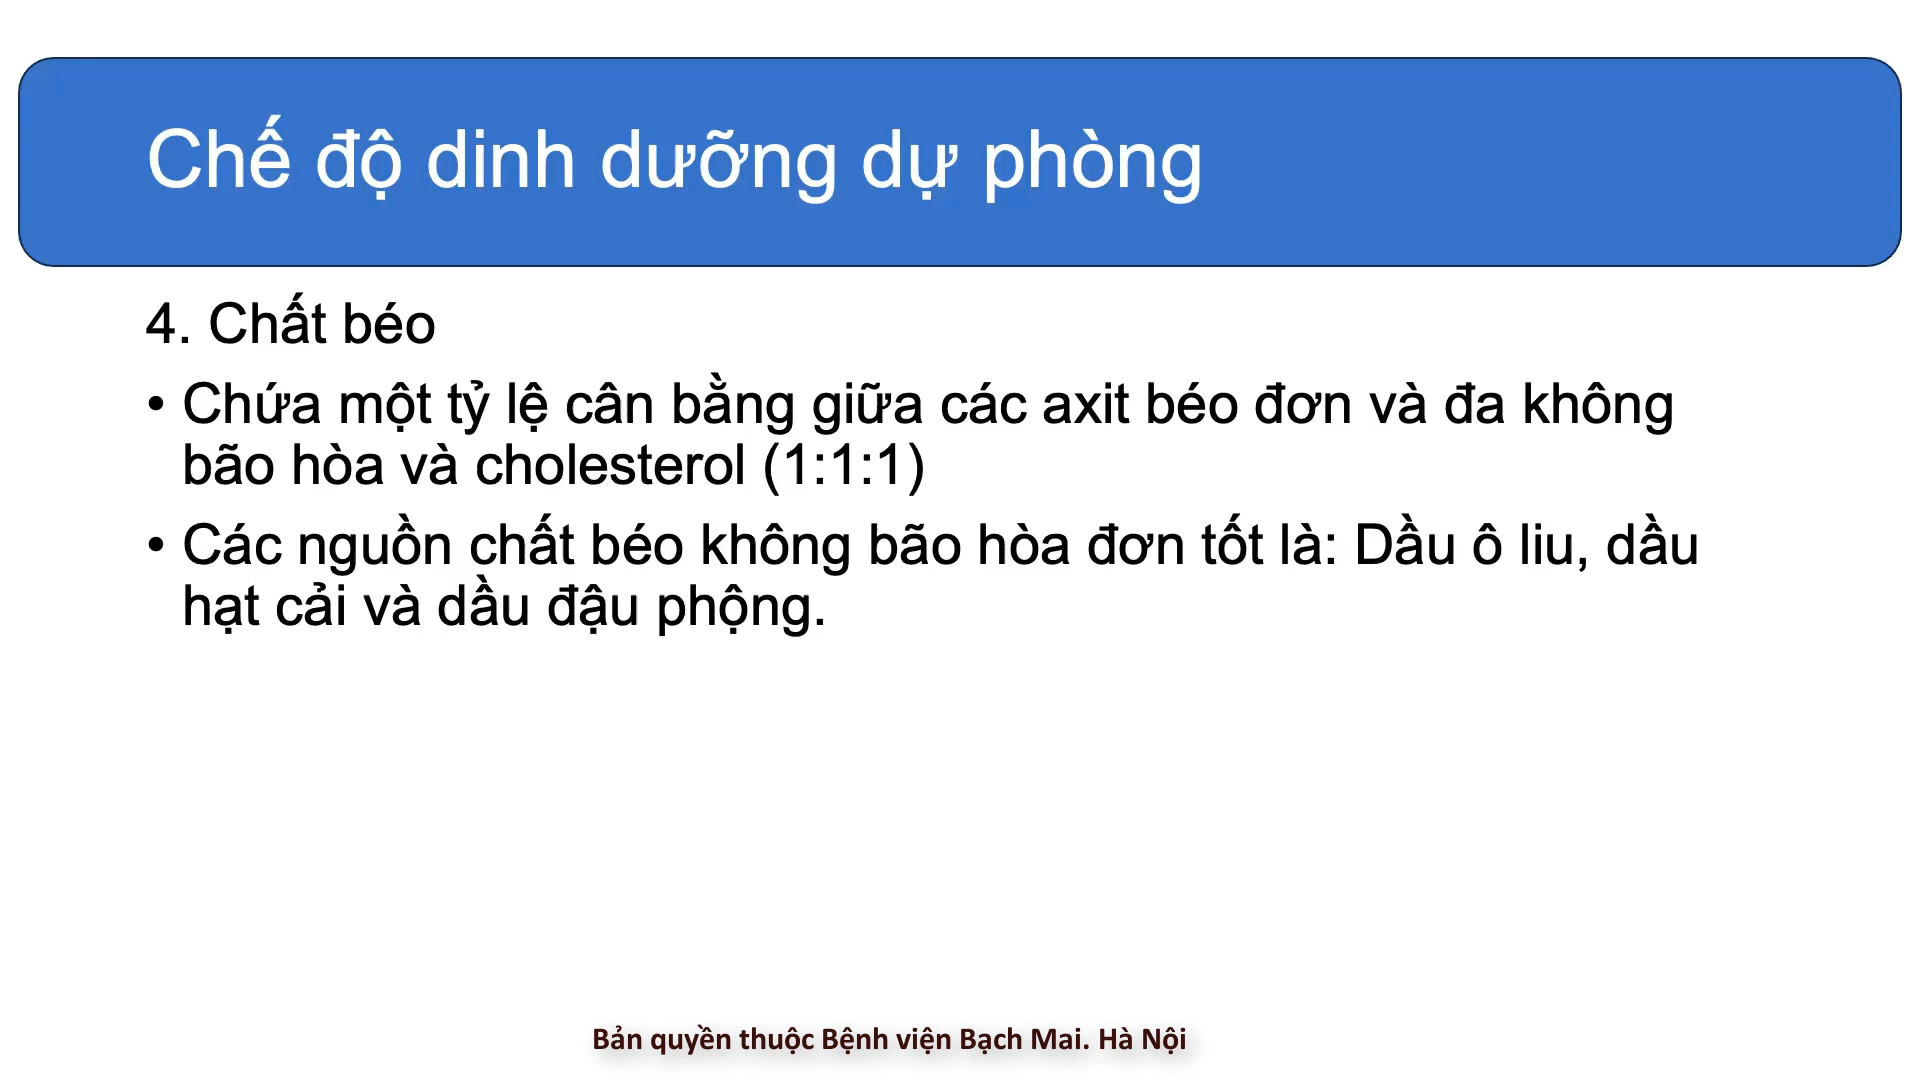 Chế độ dinh dưỡng dự phòng
4. Chất béo
• Chứa một tỷ lệ cân bằng giữa các axit béo đơn và đa không
bão hòa và cholesterol (1:1:1)
• Các nguồn chất béo không bão hòa đơn tốt là: Dầu ô liu, dầu
hạt cải và dầu đậu phộng.
Bản quyền thuộc Bệnh viện Bạch Mai. Hà Nội